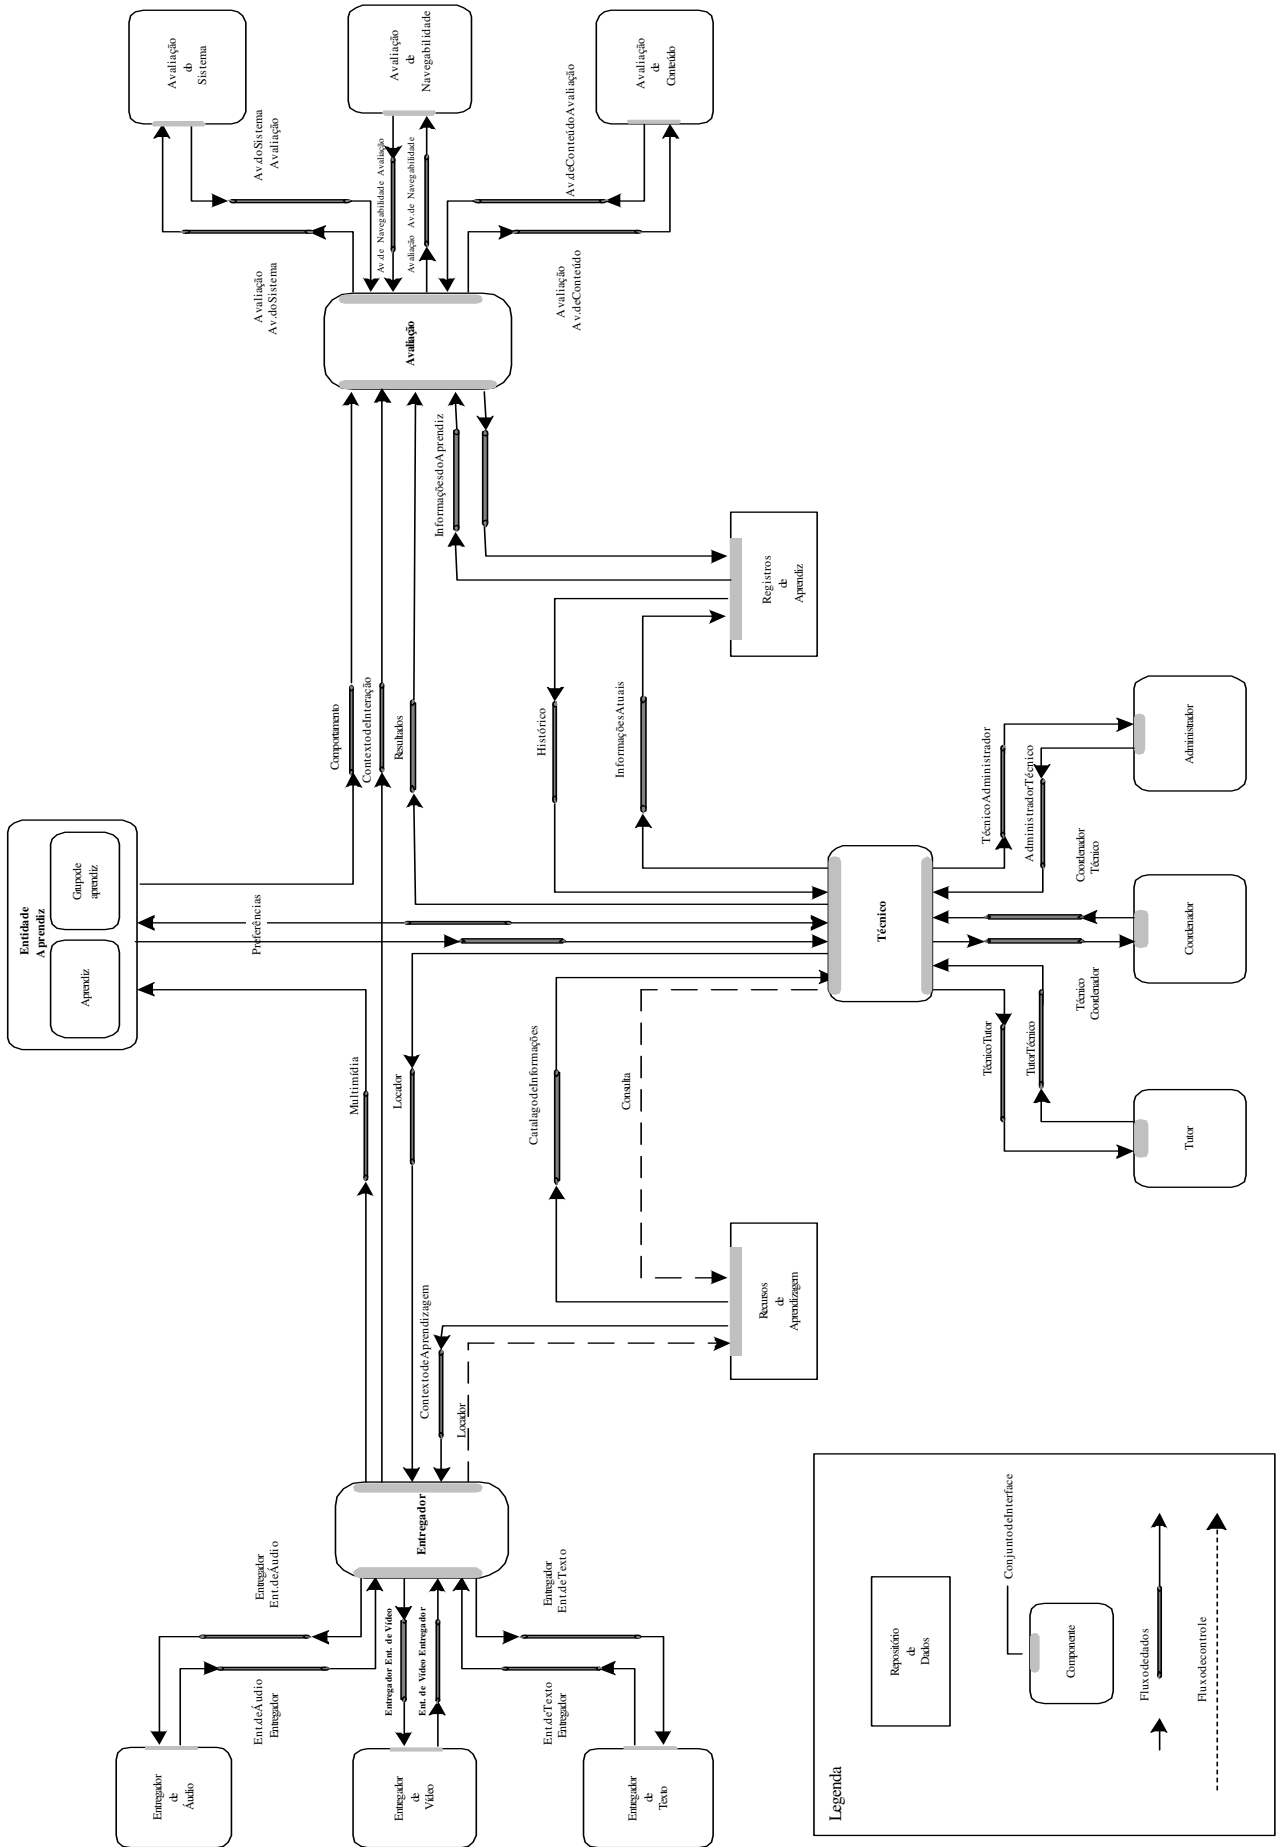 Entregador
de
Áudio
Entregador
de
Vídeo
Entregador
de
Texto
Entregador
Ent.deÁudio
Ent.deÁudio
Entregador
Entregador Ent. de Vídeo
Ent. de Vídeo Entregador
Ent.deTexto
Entregador
Entregador
Ent.deTexto
Entregador
Multimídia
Locador
ContextodeAprendizagem
Locador
CatalagodeInformações
Consulta
Recursos
de
Aprendizagem
Entidade
Aprendiz
Aprendiz
Grupode
aprendiz
Preferências
Comportamento
ContextodeInteração
Resultados
Histórico
InformaçõesAtuais
Técnico
TécnicoTutor
TutorTécnico
Técnico
Coordenador
Coordenador
Técnico
TécnicoAdministrador
AdministradorTécnico
Tutor
Coordenador
Administrador
Registros
de
Aprendiz
InformaçõesdoAprendiz
Avaliação
Avaliação
Av.doSistema
Av.doSistema
Avaliação
Av.de Navegabilidade Avaliação
Avaliação Av.de Navegabilidade
Avaliação
Av.deConteúdo
Av.deConteúdoAvaliação
Avaliação
do
Sistema
Avaliação
de
Navegabilidade
Avaliação
de
Conteúdo
Legenda
Repositório
de
Dados
Componente
ConjuntodeInterface
Fluxodedados
Fluxodecontrole